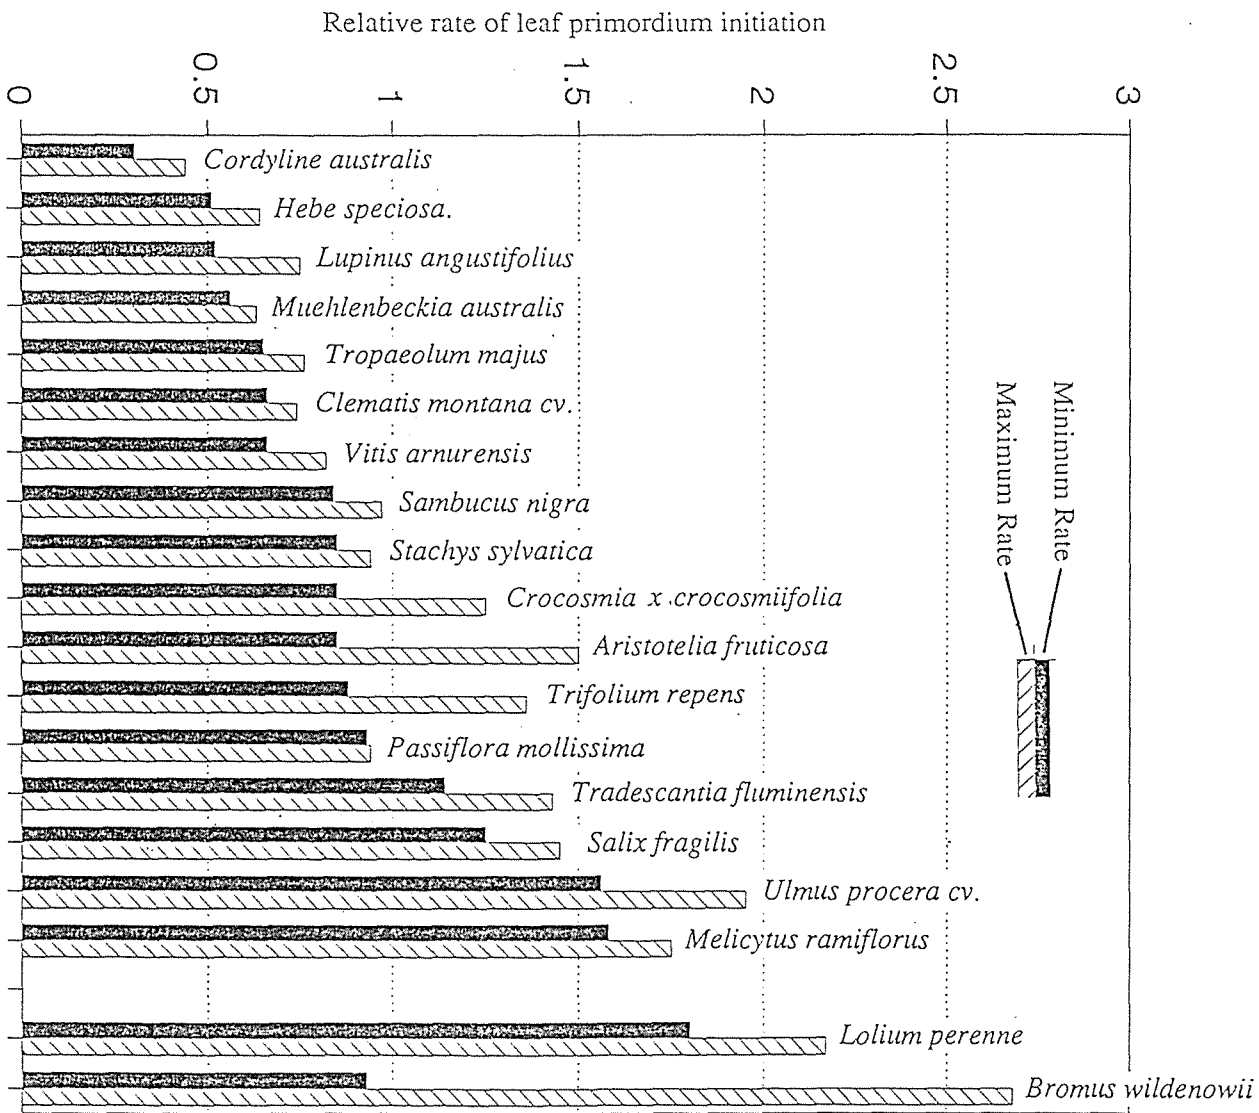 Relative rate of leaf primordium initiation
0
0.5
1
1.5
2
2.5
3
Cordyline australis
Hebe speciosa.
Lupinus angustifolius
Muehlenbeckia australis
Tropaeolum majus
Clematis montana cv.
Vitis arnurensis
Sambucus nigra
Stachys sylvatica
Crocosmia x crocosmiifolia
Aristotelia fruticosa
Trifolium repens
Passiflora mollissima
Tradescantia fluminensis
Salix fragilis
Ulmus procera cv.
Melicytus ramiflorus
Lolium perenne
Bromus wildenowii
Minimum Rate
Maximum Rate